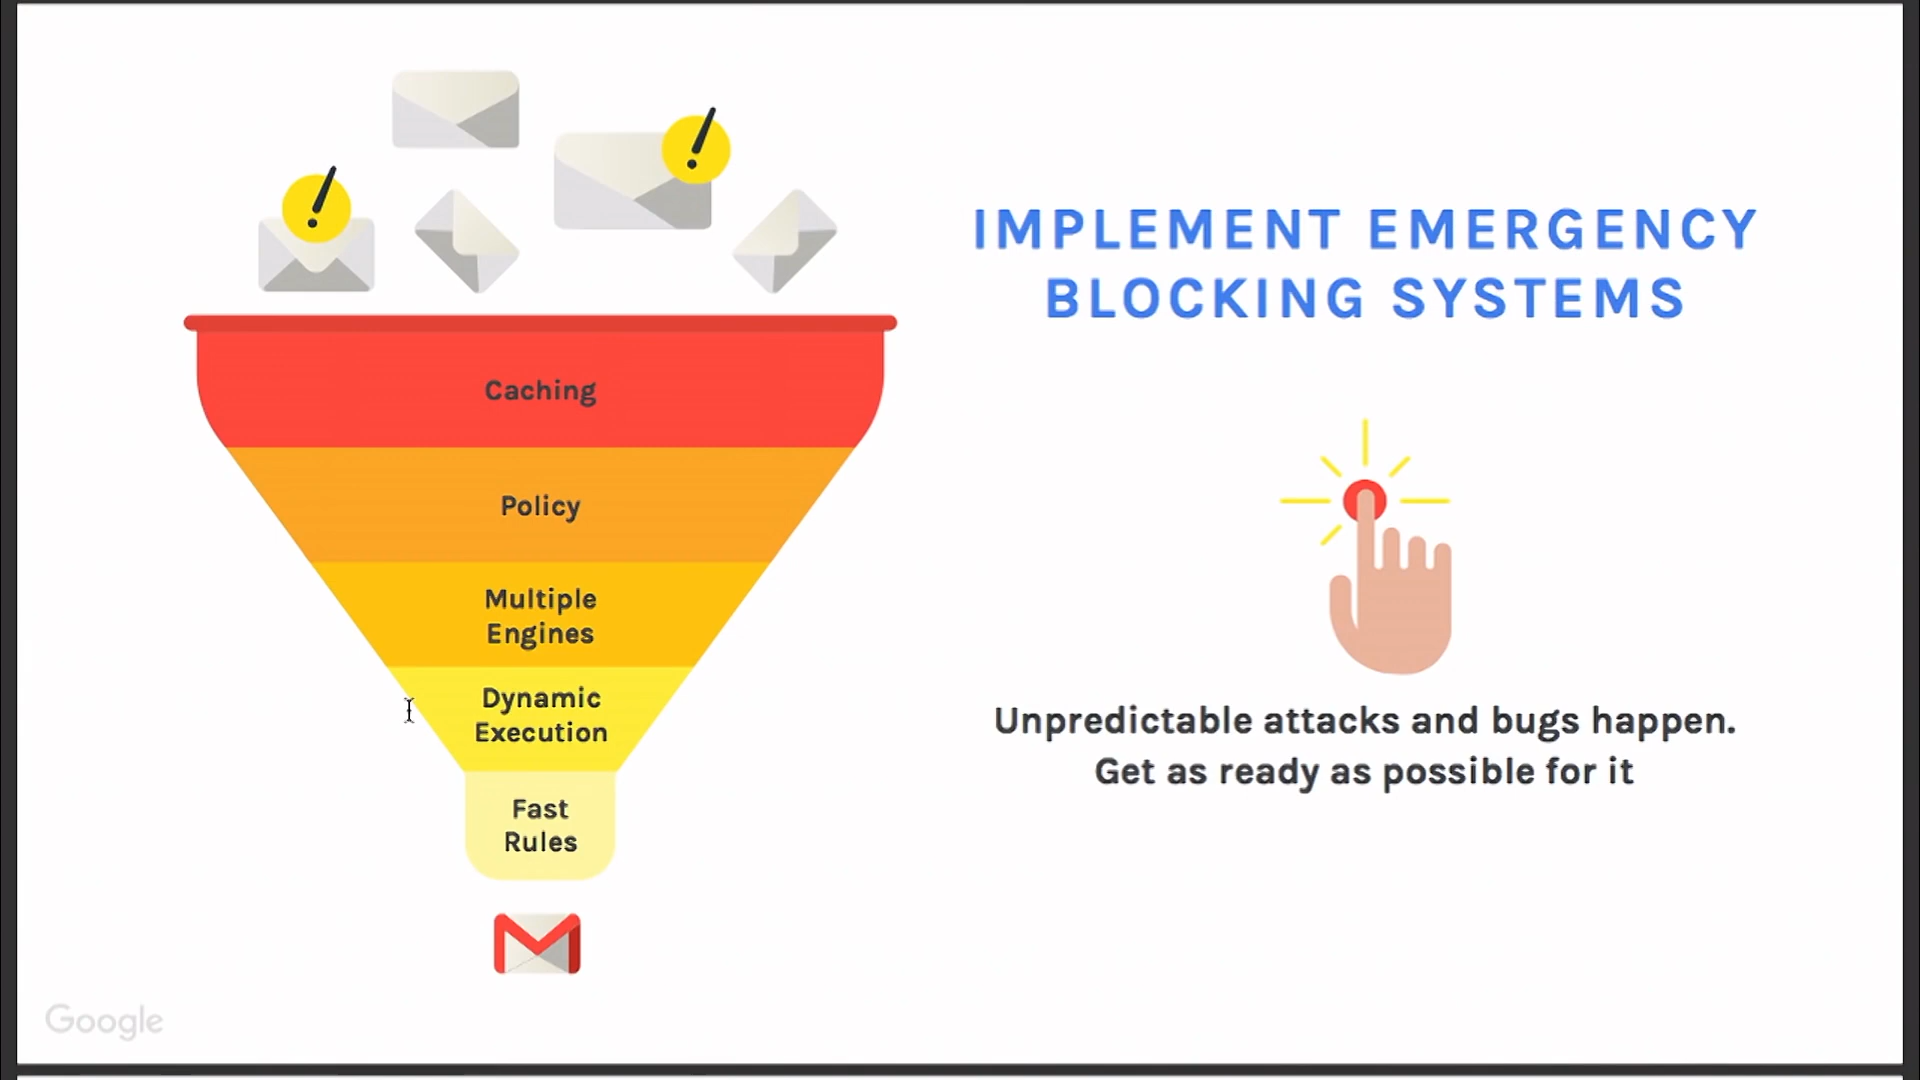 IMPLEMENT EMERGENCY
BLOCKING SYSTEMS
Caching
Policy
Multiple
Engines
Dynamic
Execution
Fast
Rules
Unpredictable attacks and bugs happen.
Get as ready as possible for it
Google